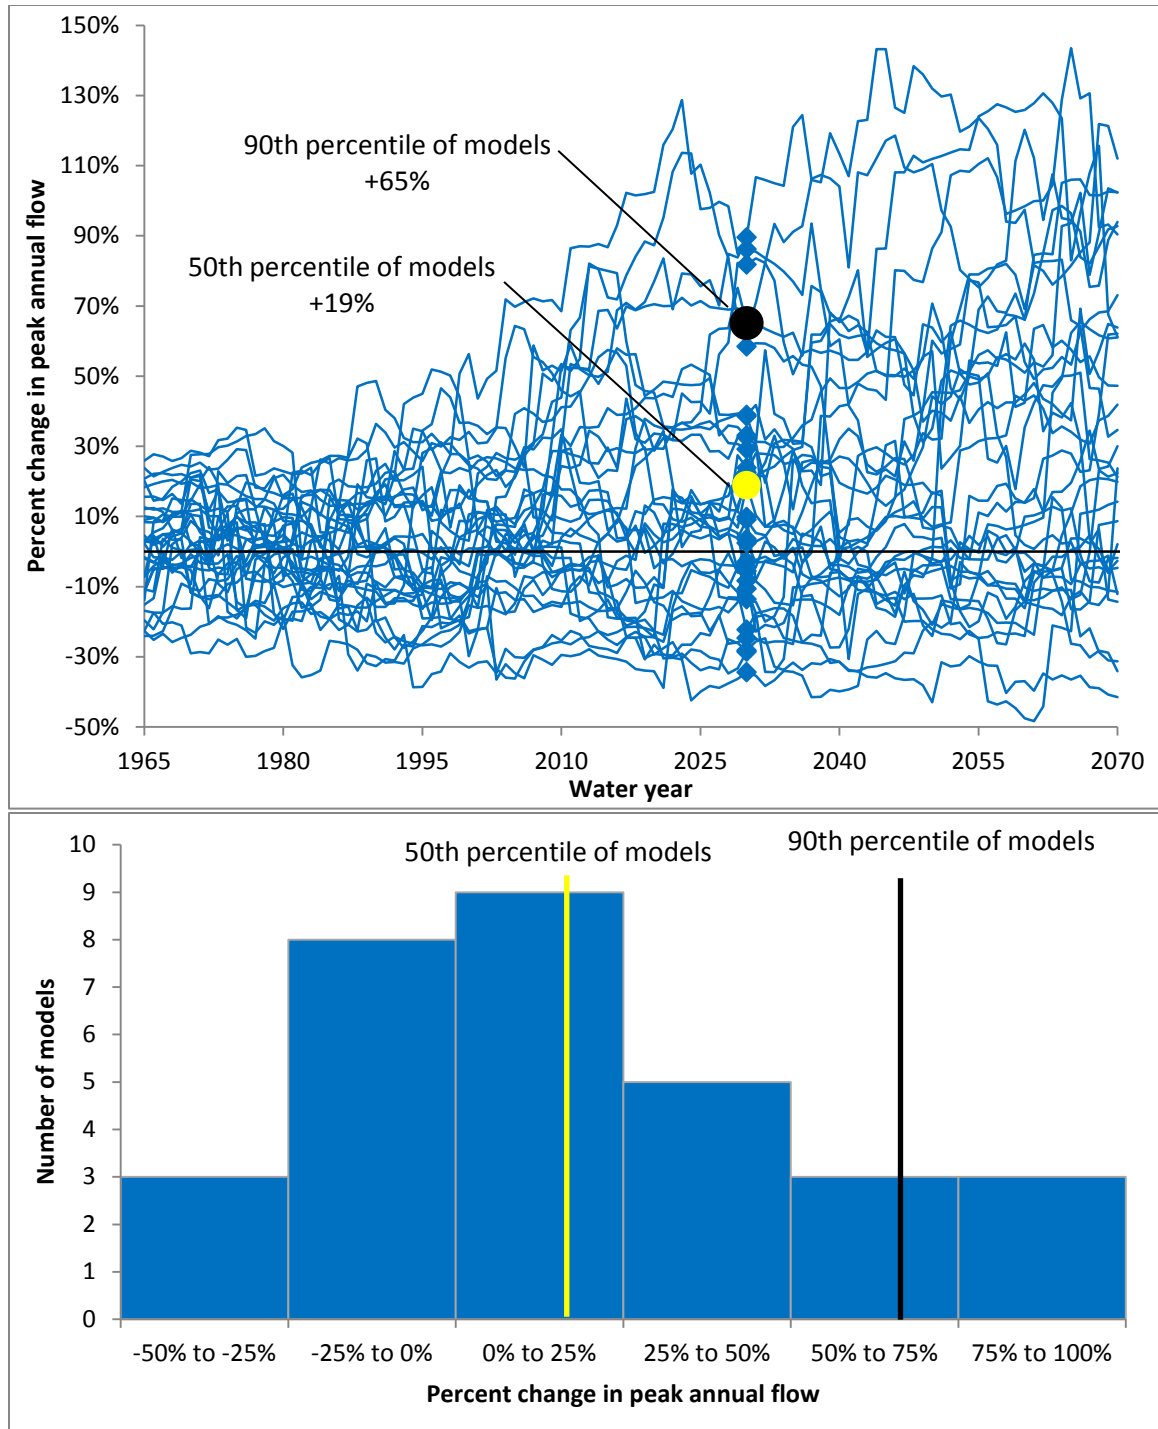 150%
130%
110%
90%
70%
50%
30%
10%
-10%
-30%
-50%
Percent change in peak annual flow
90th percentile of models
+65%
50th percentile of models
+19%
1965 1980 1995 2010 2025 2040 2055 2070
Water year
10
9
8
7
6
5
4
3
2
1
0
Number of models
50th percentile of models
90th percentile of models
-50% to -25% -25% to 0% 0% to 25% 25% to 50% 50% to 75% 75% to 100%
Percent change in peak annual flow